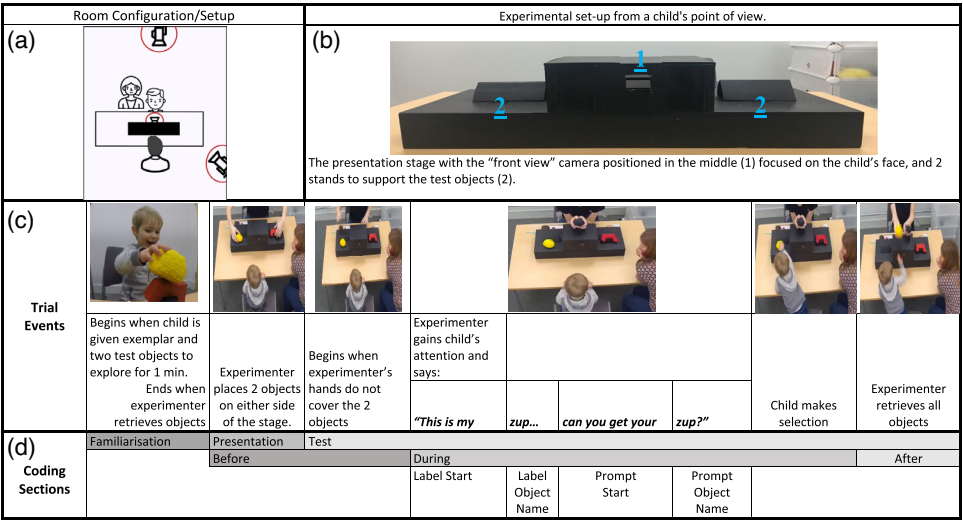 Room Configuration/Setup
Experimental set-up from a child's point of view.
(a)
(b)
1
2
2
The presentation stage with the “front view” camera positioned in the middle (1) focused on the child’s face, and 2
stands to support the test objects (2).
(c)
Trial
Events
Begins when child is
given exemplar and
two test objects to
explore for 1 min.
Ends when
experimenter
retrieves objects
Experimenter
places 2 objects
on either side
of the stage.
Begins when
experimenter’s
hands do not
cover the 2
objects
Experimenter
gains child’s
attention and
says:
“This is my
zup…
can you get your
zup?”
Child makes
selection
Experimenter
retrieves all
objects
(d)
Coding
Sections
Familiarisation
Presentation
Test
Before
During
After
Label Start
Label
Object
Name
Prompt
Start
Prompt
Object
Name